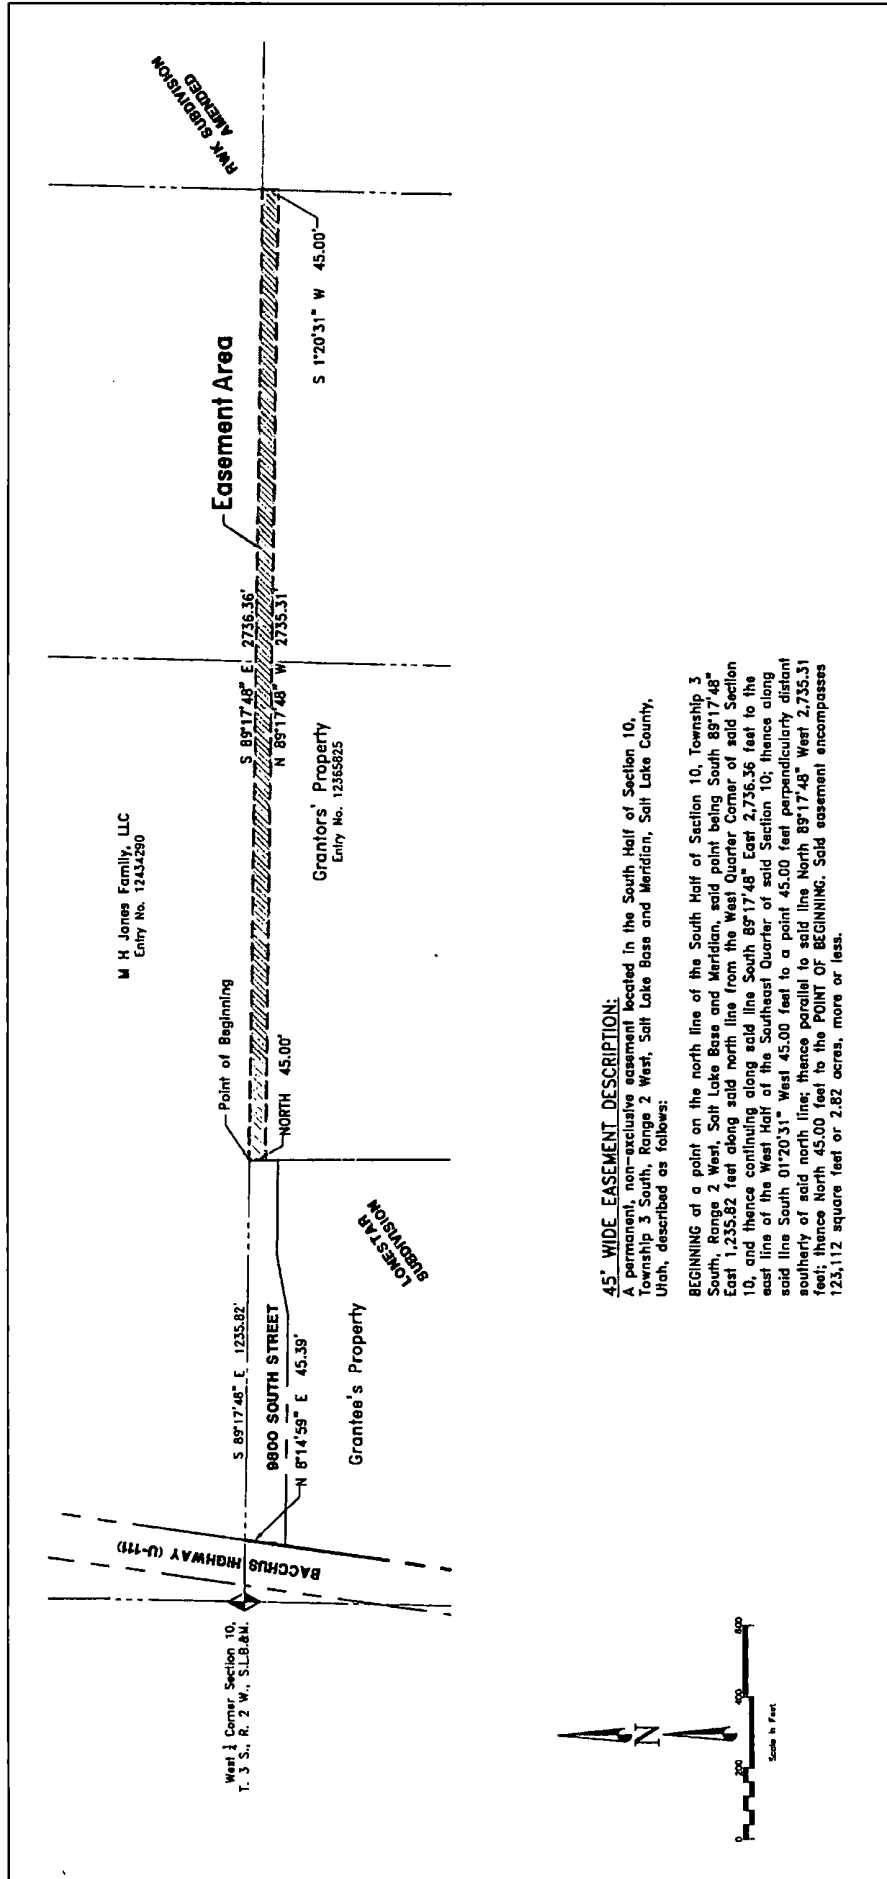 RWK SUBDIVISION
AMENDED
S 1°20'31" W 45.00'
Easement Area
S 89°17'48" E 2736.36'
N 89°17'48" W 2735.31'
M H Jones Family, LLC
Entry No. 12434290
Grantors' Property
Entry No. 12365825
Point of Beginning
NORTH 45.00'
LONESTAR
SUBDIVISION
S 89°17'48" E 1235.82'
9800 SOUTH STREET
N 8°14'59" E 45.39'
Grantee's Property
BACCHUS HIGHWAY (U-111)
West ¼ Corner Section 10,
T. 3 S., R. 2 W., S.L.B.&M.
45' WIDE EASEMENT DESCRIPTION:
A permanent, non-exclusive easement located in the South Half of Section 10,
Township 3 South, Range 2 West, Salt Lake Base and Meridian, Salt Lake County,
Utah, described as follows:
BEGINNING at a point on the north line of the South Half of Section 10, Township 3
South, Range 2 West, Salt Lake Base and Meridian, said point being South 89°17'48"
East 1,235.82 feet along said north line from the West Quarter Corner of said Section
10, and thence continuing along said line South 89°17'48" East 2,736.36 feet to the
east line of the West Half of the Southeast Quarter of said Section 10; thence along
said line South 01°20'31" West 45.00 feet to a point 45.00 feet perpendicularly distant
southerly of said north line; thence parallel to said line North 89°17'48" West 2,735.31
feet; thence North 45.00 feet to the POINT OF BEGINNING. Said easement encompasses
123,112 square feet or 2.82 acres, more or less.
N
0 200 400 800
Scale in Feet